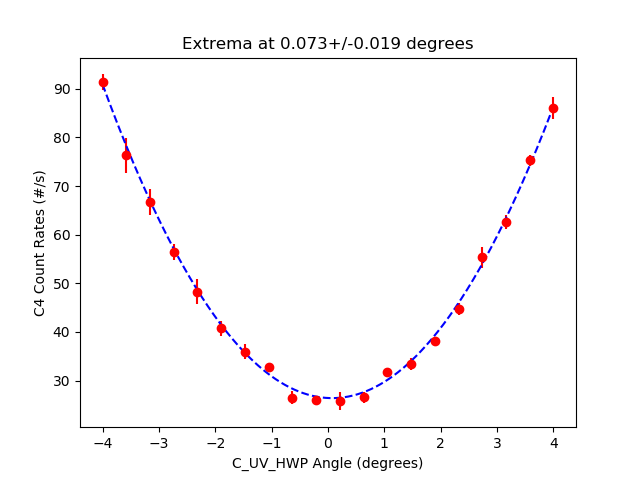 Extrema at 0.073+/-0.019 degrees
C4 Count Rates (#/s)
90
80
70
60
50
40
30
−4 −3 −2 −1 0 1 2 3 4
C_UV_HWP Angle (degrees)